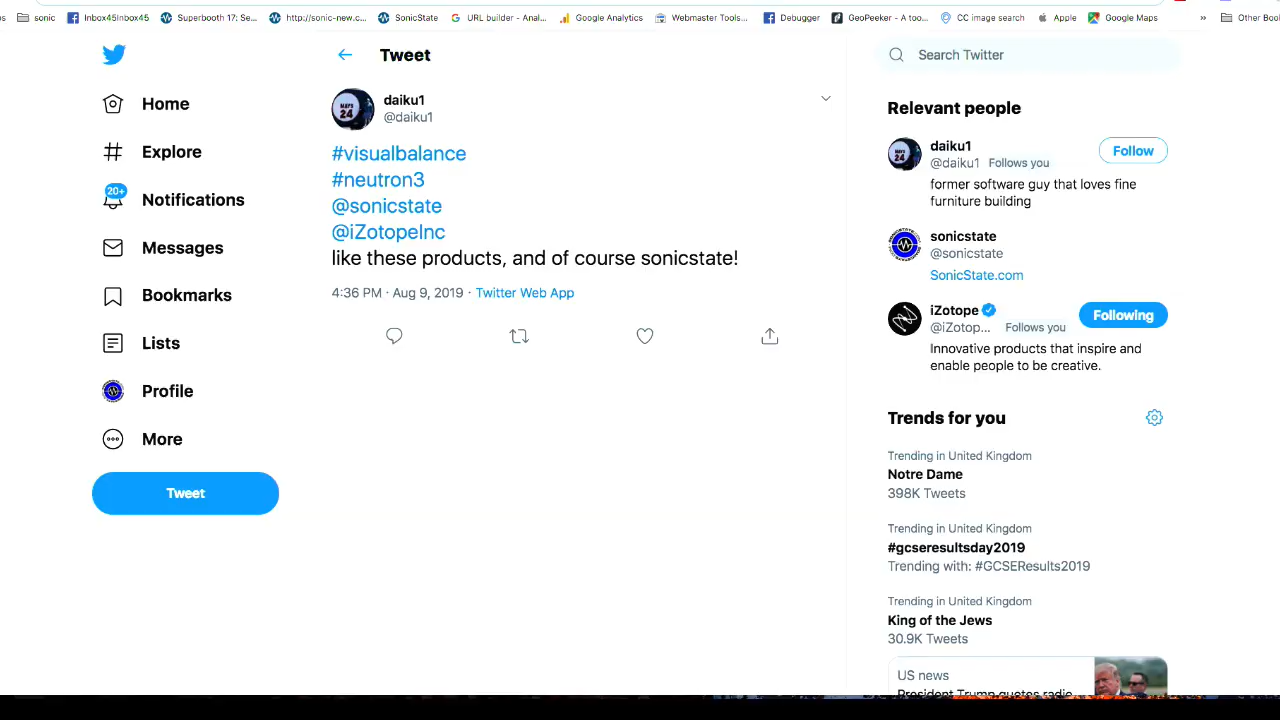 sonic
Inbox45Inbox45
Superbooth 17: Se...
http://sonic-new.c...
SonicState
URL builder - Anal...
Google Analytics
Webmaster Tools...
Debugger
GeoPeeker - A too...
CC image search
Apple
Google Maps
»
Other Boo
Home
Explore
20+
Notifications
Messages
Bookmarks
Lists
Profile
More
Tweet
Tweet
MAYS
24
daiku1
@daiku1
#visualbalance
#neutron3
@sonicstate
@iZotopeInc
like these products, and of course sonicstate!
4:36 PM · Aug 9, 2019 · Twitter Web App
Search Twitter
Relevant people
daiku1
@daiku1 Follows you
Follow
former software guy that loves fine
furniture building
sonicstate
@sonicstate
SonicState.com
iZotope
@iZotop... Follows you
Following
Innovative products that inspire and
enable people to be creative.
Trends for you
Trending in United Kingdom
Notre Dame
398K Tweets
Trending in United Kingdom
#gcseresultsday2019
Trending with: #GCSEResults2019
Trending in United Kingdom
King of the Jews
30.9K Tweets
US news
President Trump quotes radio